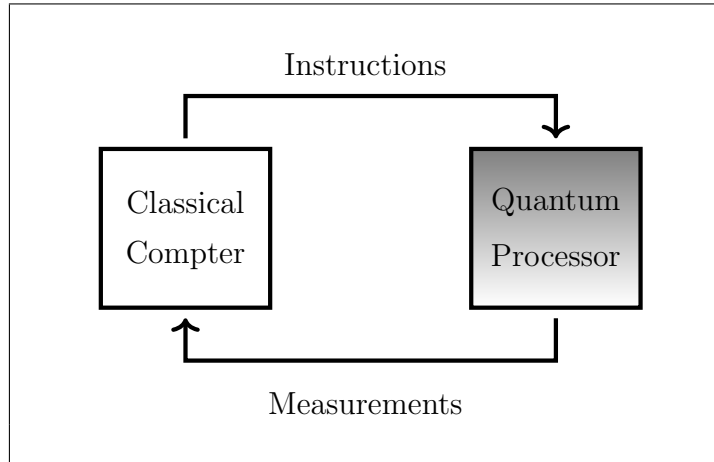 Instructions
Classical
Compter
Quantum
Processor
Measurements